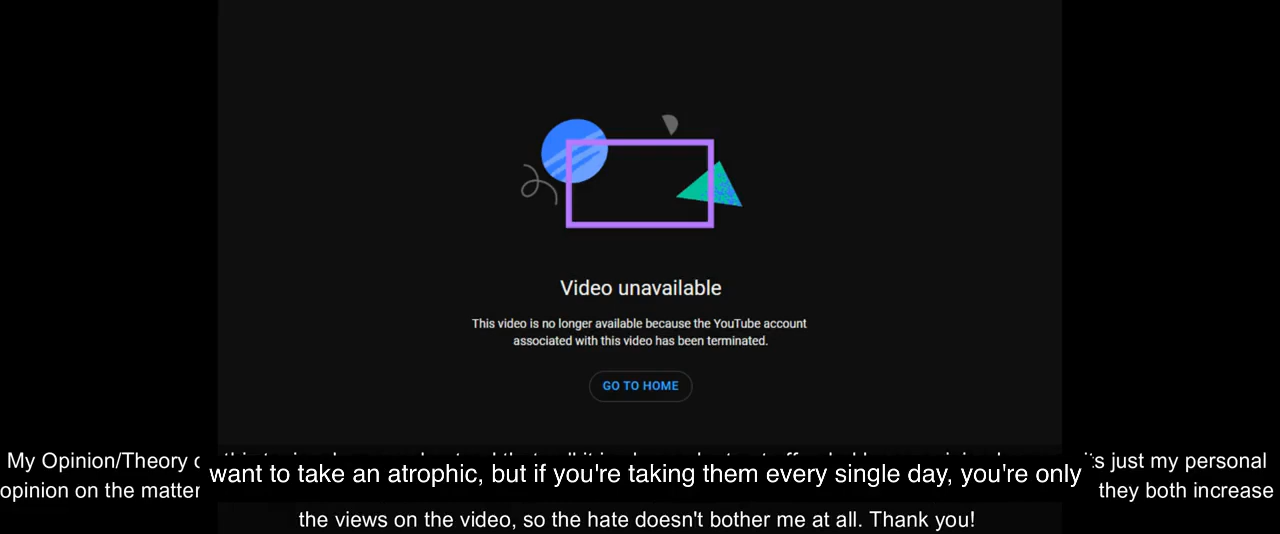 Video unavailable
This video is no longer available because the YouTube account
associated with this video has been terminated.
GO TO HOME
My Opinion/Theory just my personal
want to take an atrophic, but if you're taking them every single day, you're only
opinion on the matter they both increase
the views on the video, so the hate doesn't bother me at all. Thank you!